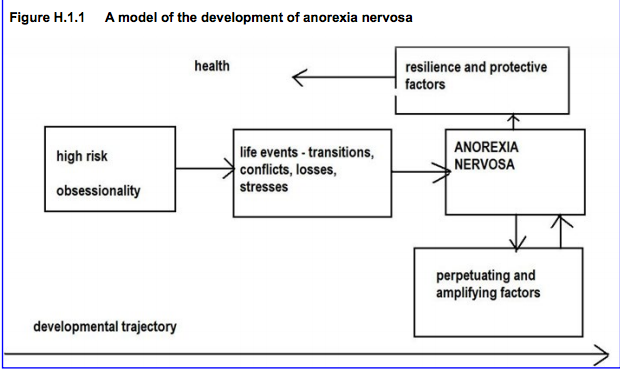 Figure H.1.1 A model of the development of anorexia nervosa
health
resilience and protective
factors
high risk
obsessionality
life events - transitions,
conflicts, losses,
stresses
ANOREXIA
NERVOSA
perpetuating and
amplifying factors
developmental trajectory